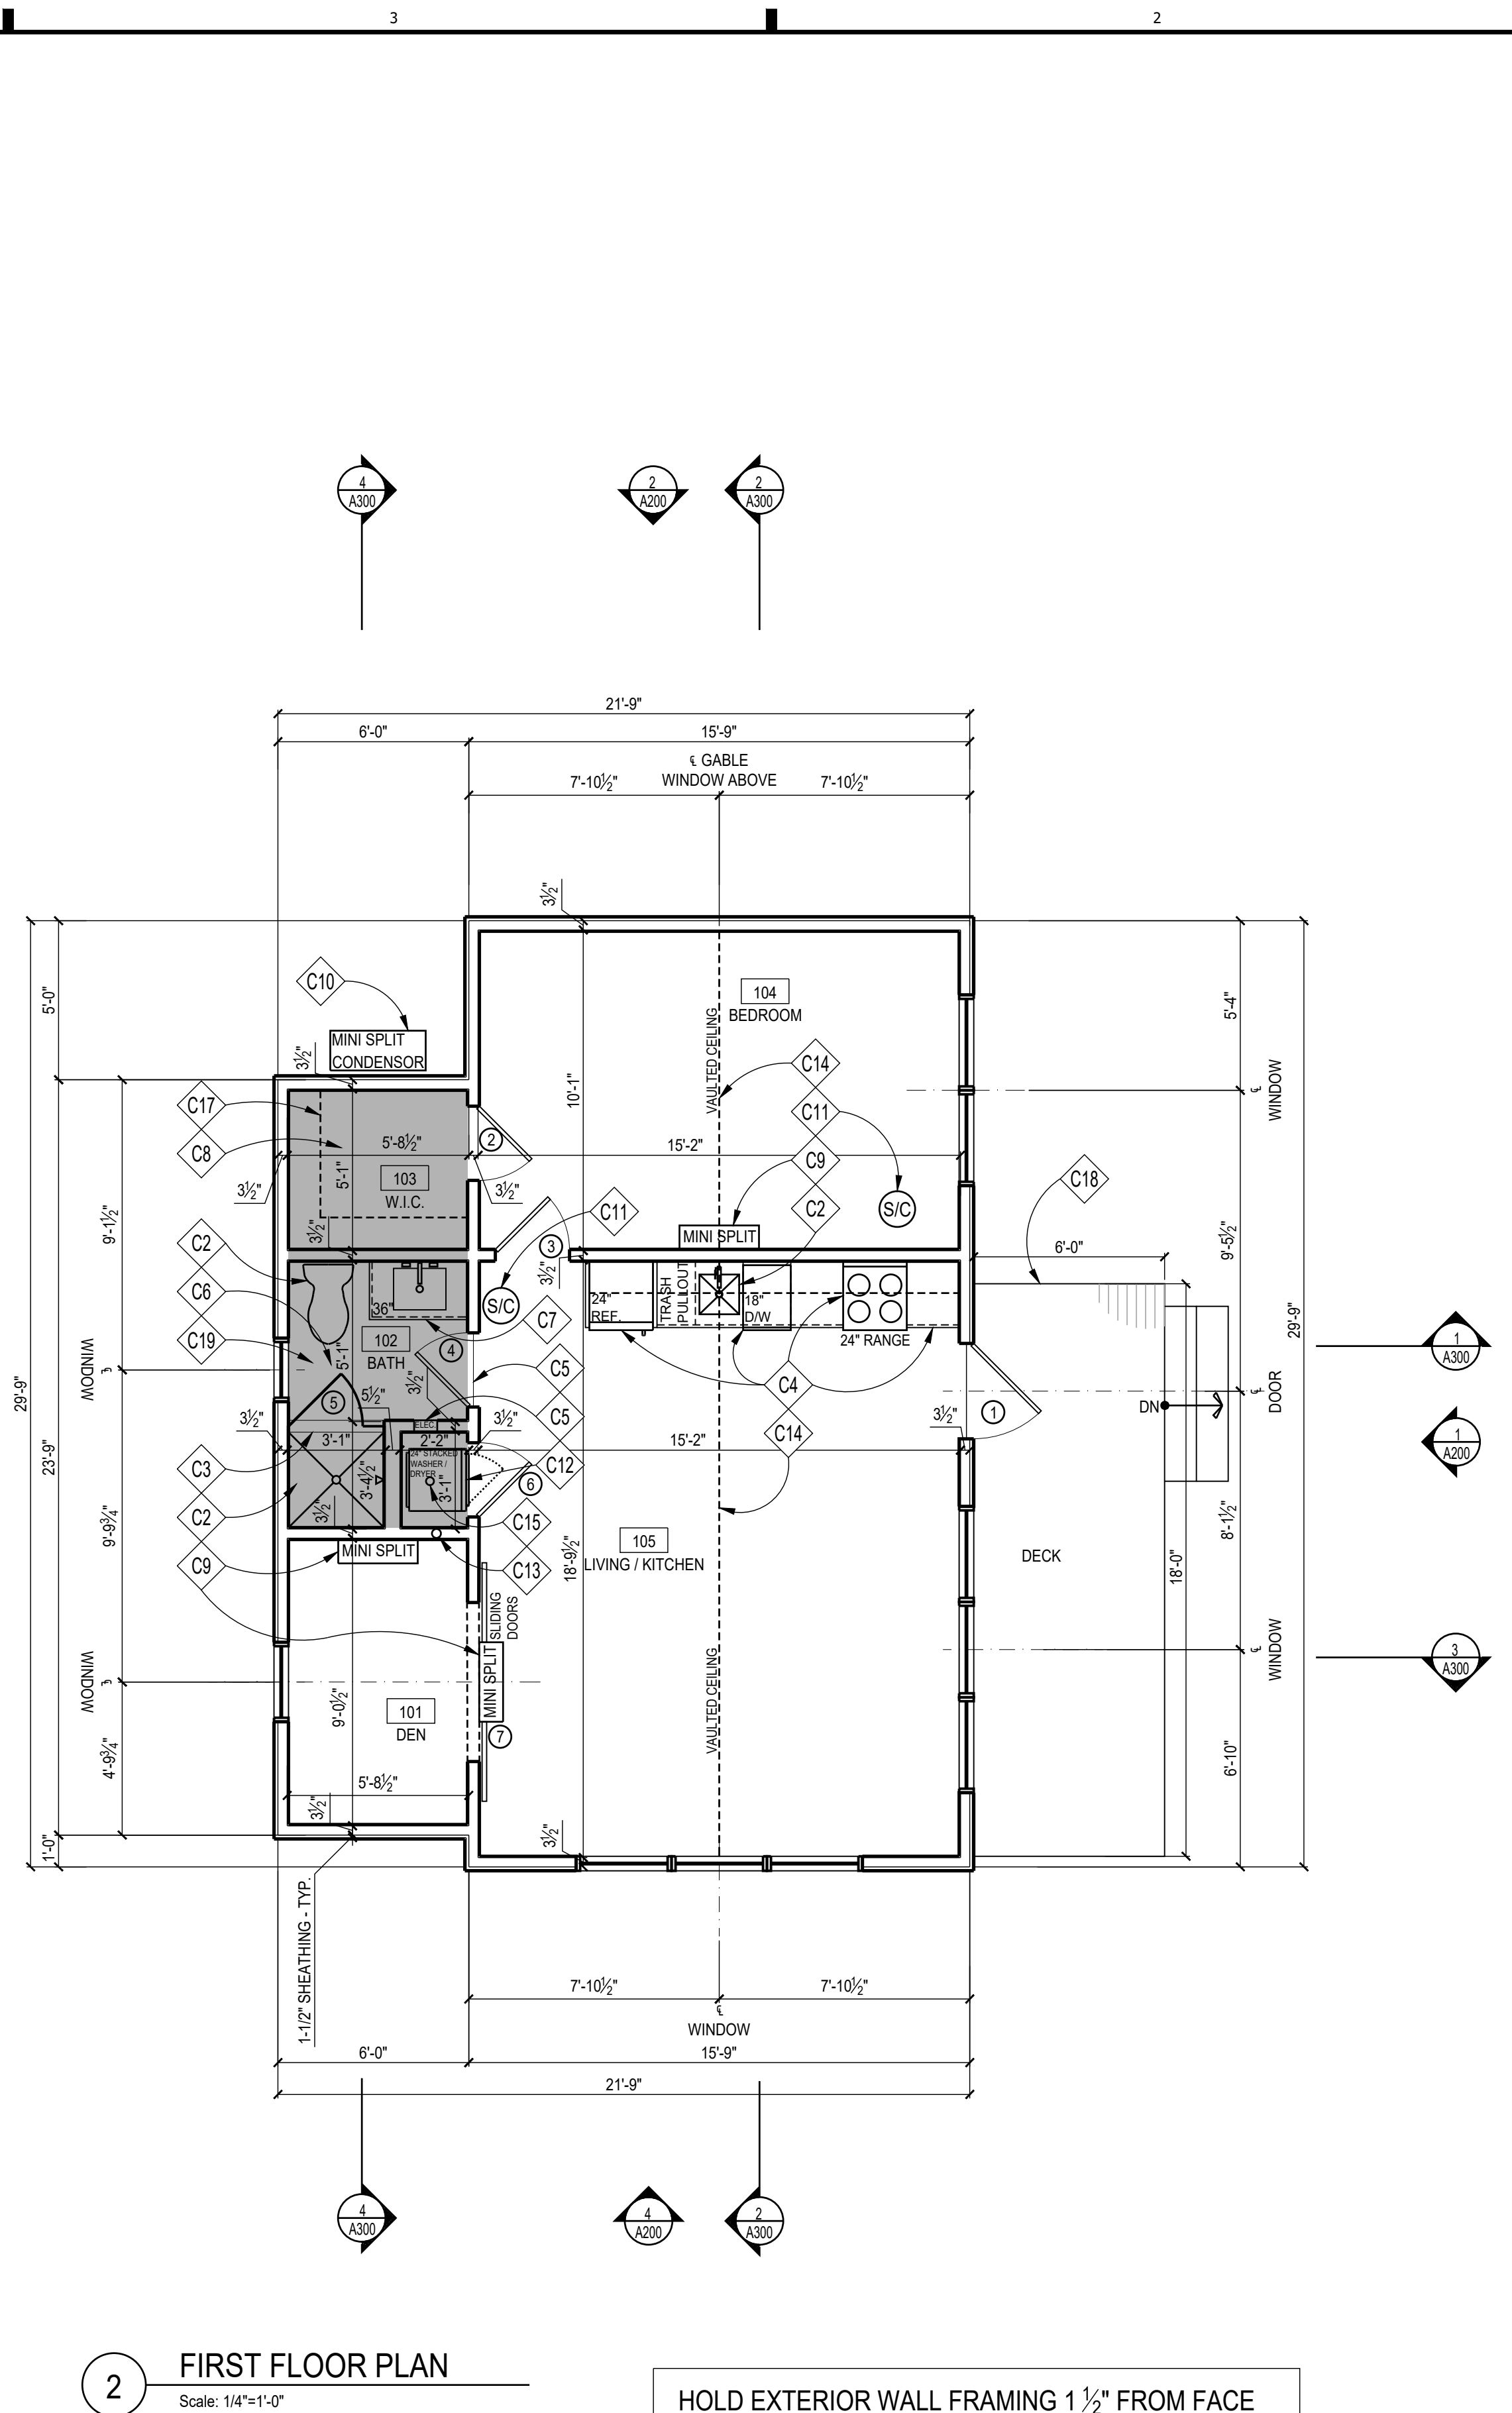 3
2
4
A300
2
A200
2
A300
21'-9"
6'-0"
15'-9"
℄ GABLE
WINDOW ABOVE
7'-10½"
7'-10½"
3½"
5'-0"
C10
MINI SPLIT
CONDENSOR
3½"
104
BEDROOM
VAULTED CEILING
C14
C11
C9
C2
S/C
MINI SPLIT
10'-1"
15'-2"
5'-4"
℄
WINDOW
C17
C8
5'-8½"
5'-1"
103
W.I.C.
3½"
3½"
3½"
2
C11
3
3½"
C18
6'-0"
9'-5½"
9'-1½"
29'-9"
23'-9"
C2
C6
C19
WINDOW
℄
36"
102
BATH
5'-1"
S/C
C7
4
C5
C5
3½"
24"
REF.
TRASH
PULLOUT
18"
D/W
24" RANGE
C4
C14
29'-9"
1
A300
℄
DOOR
DN
1
3½"
1
A200
5
5½"
3½"
3'-1"
ELEC.
2'-2"
3½"
15'-2"
24" STACKED
WASHER /
DRYER
3'-4½"
3'-1"
3½"
C12
6
C15
C13
C3
C2
C9
9'-9¾"
MINI SPLIT
18'-9½"
105
LIVING / KITCHEN
DECK
18'-0"
8'-1½"
SLIDING
DOORS
MINI SPLIT
7
VAULTED CEILING
℄
WINDOW
3
A300
WINDOW
℄
9'-0½"
101
DEN
5'-8½"
4'-9¾"
6'-10"
3½"
3½"
1'-0"
1-1/2" SHEATHING - TYP.
7'-10½"
7'-10½"
℄
WINDOW
6'-0"
15'-9"
21'-9"
4
A300
4
A200
2
A300
2
FIRST FLOOR PLAN
Scale: 1/4"=1'-0"
HOLD EXTERIOR WALL FRAMING 1 ½" FROM FACE